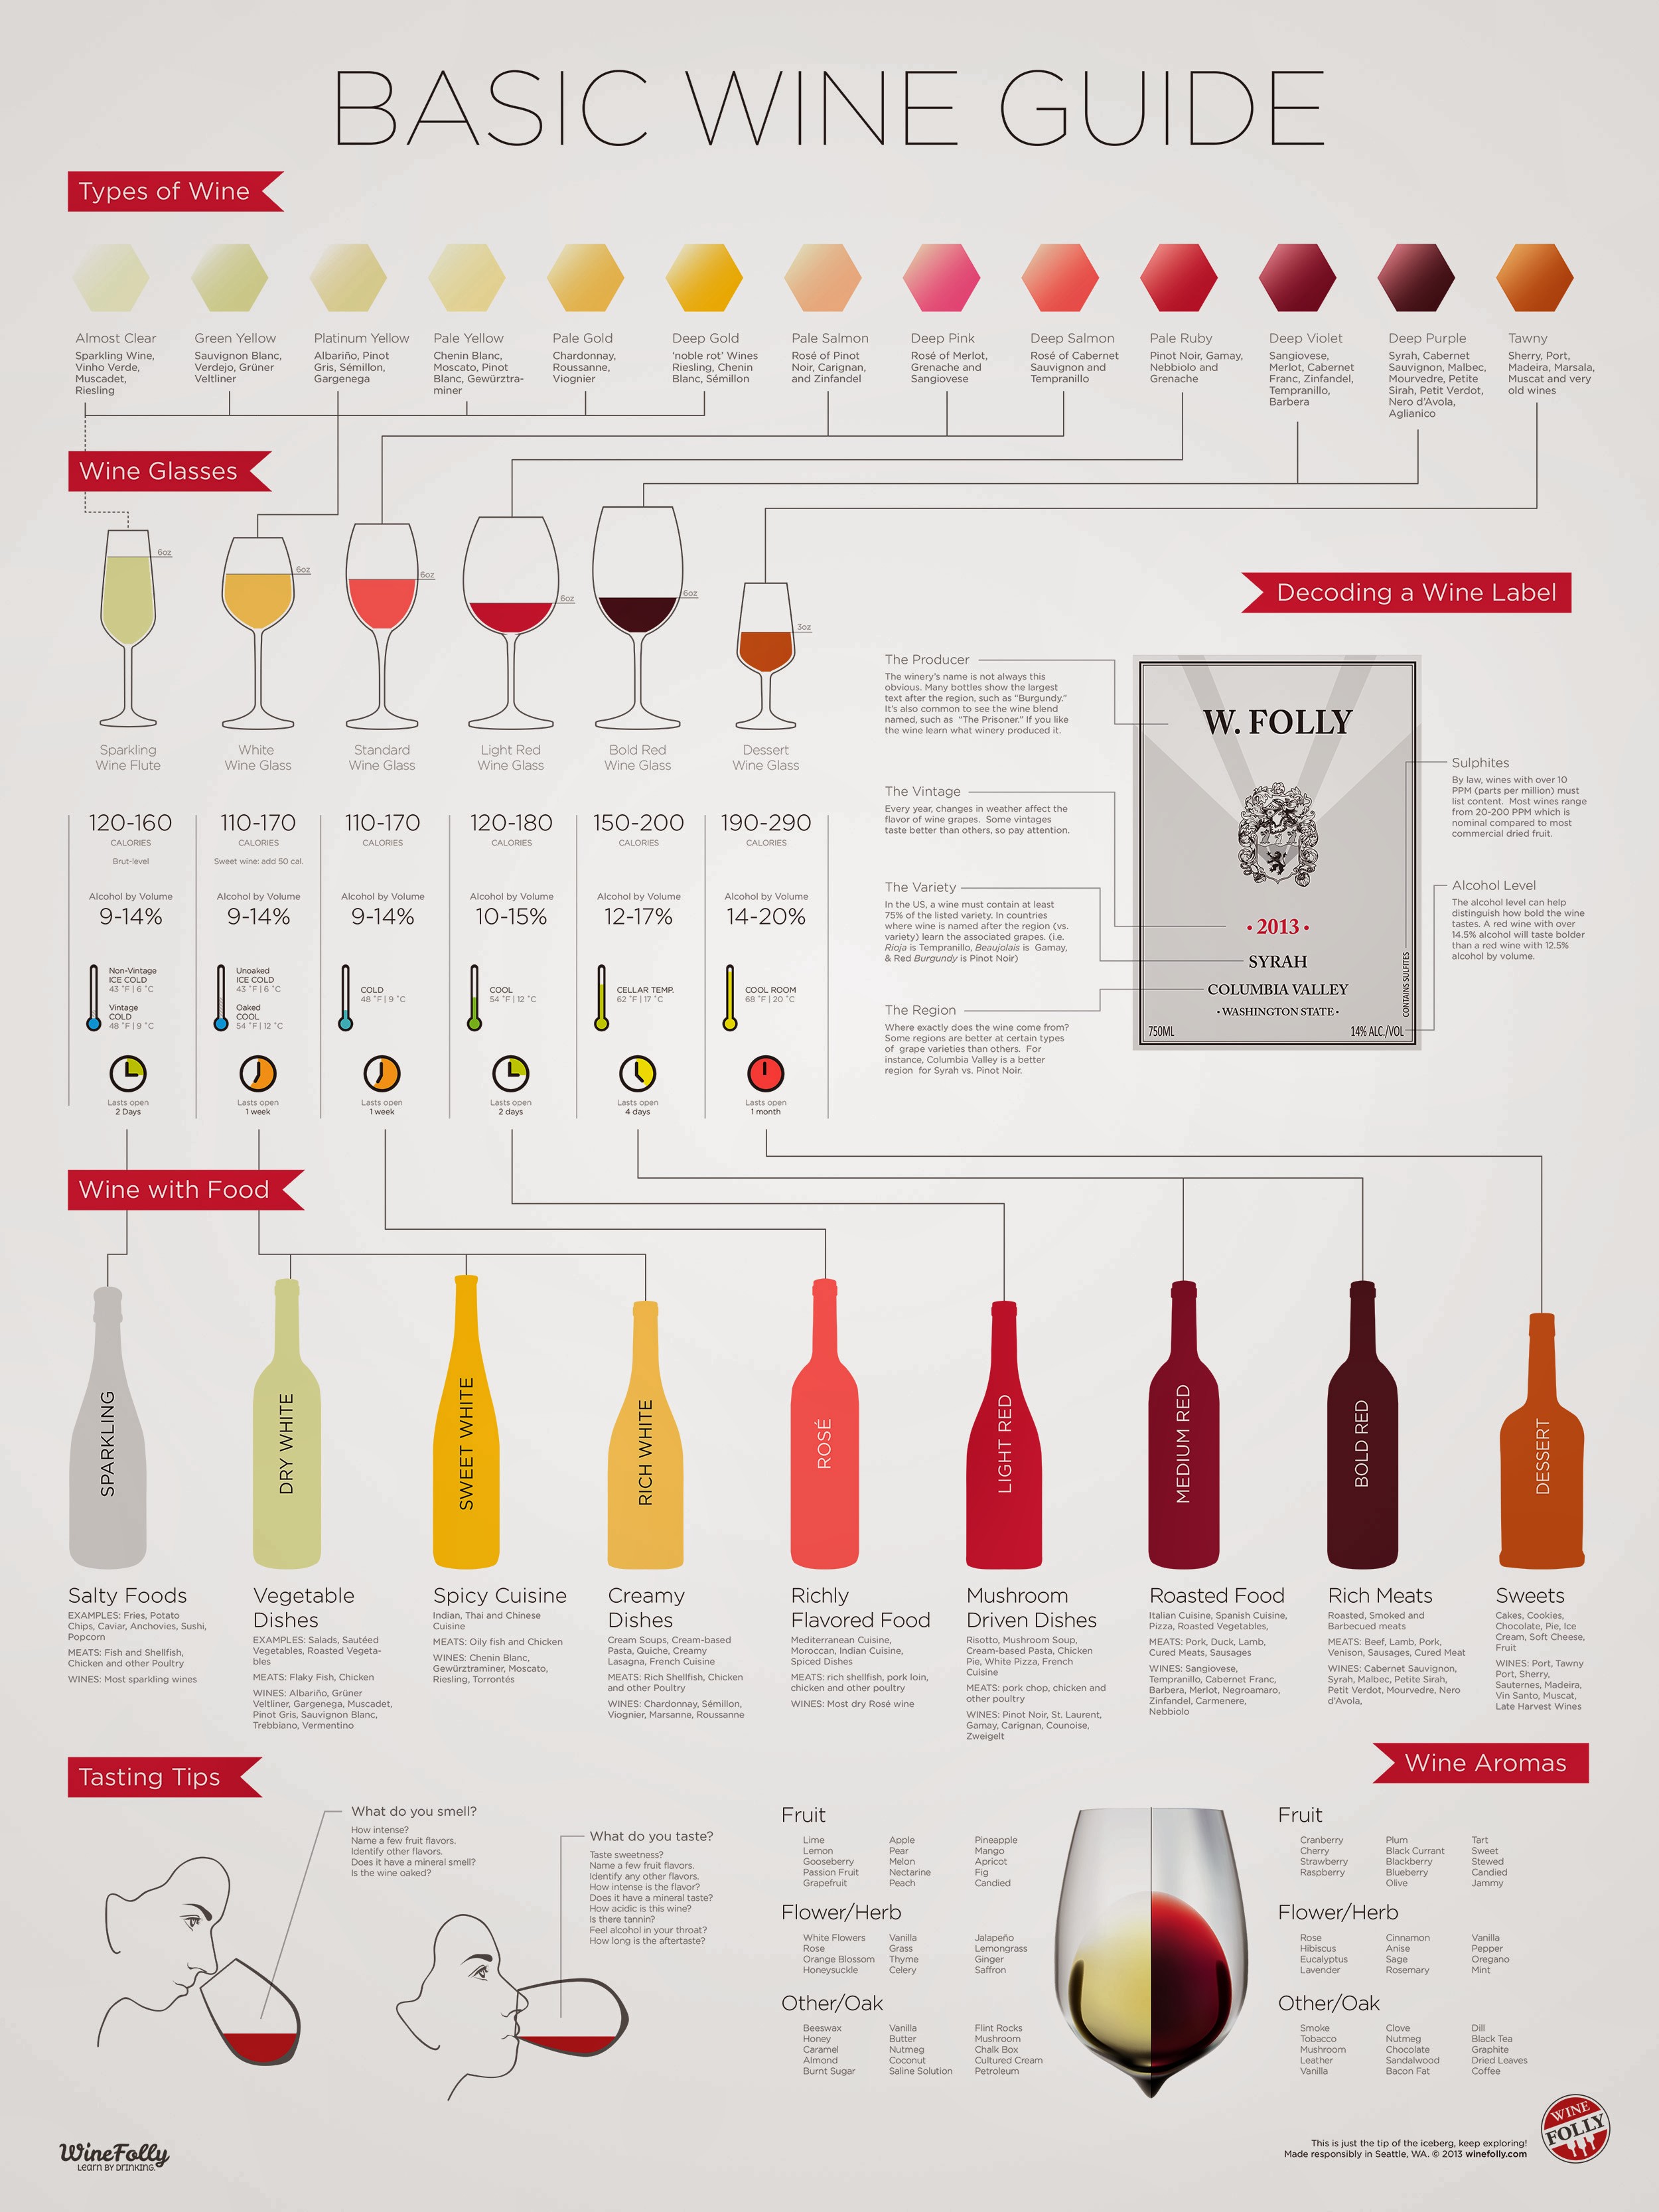 BASIC WINE GUIDE
Types of Wine
Almost Clear
Sparkling Wine,
Vinho Verde,
Muscadet,
Riesling
Green Yellow
Sauvignon Blanc,
Verdejo, Grüner
Veltliner
Platinum Yellow
Albariño, Pinot
Gris, Sémillon,
Gargenega
Pale Yellow
Chenin Blanc,
Moscato, Pinot
Blanc, Gewürztra-
miner
Pale Gold
Chardonnay,
Roussanne,
Viognier
Deep Gold
'noble rot' Wines
Riesling, Chenin
Blanc, Sémillon
Pale Salmon
Rosé of Pinot
Noir, Carignan,
and Zinfandel
Deep Pink
Rosé of Merlot,
Grenache and
Sangiovese
Deep Salmon
Rosé of Cabernet
Sauvignon and
Tempranillo
Pale Ruby
Pinot Noir, Gamay,
Nebbiolo and
Grenache
Deep Violet
Sangiovese,
Merlot, Cabernet
Franc, Zinfandel,
Tempranillo,
Barbera
Deep Purple
Syrah, Cabernet
Sauvignon, Malbec,
Mourvedre, Petite
Sirah, Petit Verdot,
Nero d'Avola,
Aglianico
Tawny
Sherry, Port,
Madeira, Marsala,
Muscat and very
old wines
Wine Glasses
6oz
6oz
6oz
6oz
6oz
3oz
Sparkling
Wine Flute
White
Wine Glass
Standard
Wine Glass
Light Red
Wine Glass
Bold Red
Wine Glass
Dessert
Wine Glass
120-160
CALORIES
Brut-level
110-170
CALORIES
Sweet wine: add 50 cal.
110-170
CALORIES
120-180
CALORIES
150-200
CALORIES
190-290
CALORIES
Alcohol by Volume
9-14%
Alcohol by Volume
9-14%
Alcohol by Volume
9-14%
Alcohol by Volume
10-15%
Alcohol by Volume
12-17%
Alcohol by Volume
14-20%
Non-Vintage
ICE COLD
43 ˚F | 6 ˚C
Vintage
COLD
48 ˚F | 9 ˚C
Unoaked
ICE COLD
43 ˚F | 6 ˚C
Oaked
COOL
54 ˚F | 12 ˚C
COLD
48 ˚F | 9 ˚C
COOL
54 ˚F | 12 ˚C
CELLAR TEMP.
62 ˚F | 17 ˚C
COOL ROOM
68 ˚F | 20 ˚C
Lasts open
2 Days
Lasts open
1 week
Lasts open
1 week
Lasts open
2 days
Lasts open
4 days
Lasts open
1 month
Decoding a Wine Label
The Producer
The winery's name is not always this
obvious. Many bottles show the largest
text after the region, such as "Burgundy."
It's also common to see the wine blend
named, such as "The Prisoner." If you like
the wine learn what winery produced it.
The Vintage
Every year, changes in weather affect the
flavor of wine grapes. Some vintages
taste better than others, so pay attention.
The Variety
In the US, a wine must contain at least
75% of the listed variety. In countries
where wine is named after the region (vs.
variety) learn the associated grapes. (i.e.
Rioja is Tempranillo, Beaujolais is Gamay,
& Red Burgundy is Pinot Noir)
The Region
Where exactly does the wine come from?
Some regions are better at certain types
of grape varieties than others. For
instance, Columbia Valley is a better
region for Syrah vs. Pinot Noir.
W. FOLLY
• 2013 •
SYRAH
COLUMBIA VALLEY
• WASHINGTON STATE •
750ML
14% ALC./VOL
CONTAINS SULFITES
Sulphites
By law, wines with over 10
PPM (parts per million) must
list content. Most wines range
from 20-200 PPM which is
nominal compared to most
commercial dried fruit.
Alcohol Level
The alcohol level can help
distinguish how bold the wine
tastes. A red wine with over
14.5% alcohol will taste bolder
than a red wine with 12.5%
alcohol by volume.
Wine with Food
SPARKLING
DRY WHITE
SWEET WHITE
RICH WHITE
ROSÉ
LIGHT RED
MEDIUM RED
BOLD RED
DESSERT
Salty Foods
EXAMPLES: Fries, Potato
Chips, Caviar, Anchovies, Sushi,
Popcorn
MEATS: Fish and Shellfish,
Chicken and other Poultry
WINES: Most sparkling wines
Vegetable
Dishes
EXAMPLES: Salads, Sautéed
Vegetables, Roasted Vegeta-
bles
MEATS: Flaky Fish, Chicken
WINES: Albariño, Grüner
Veltliner, Gargenega, Muscadet,
Pinot Gris, Sauvignon Blanc,
Trebbiano, Vermentino
Spicy Cuisine
Indian, Thai and Chinese
Cuisine
MEATS: Oily fish and Chicken
WINES: Chenin Blanc,
Gewürztraminer, Moscato,
Riesling, Torrontés
Creamy
Dishes
Cream Soups, Cream-based
Pasta, Quiche, Creamy
Lasagna, French Cuisine
MEATS: Rich Shellfish, Chicken
and other Poultry
WINES: Chardonnay, Sémillon,
Viognier, Marsanne, Roussanne
Richly
Flavored Food
Mediterranean Cuisine,
Moroccan, Indian Cuisine,
Spiced Dishes
MEATS: rich shellfish, pork loin,
chicken and other poultry
WINES: Most dry Rosé wine
Mushroom
Driven Dishes
Risotto, Mushroom Soup,
Cream-based Pasta, Chicken
Pie, White Pizza, French
Cuisine
MEATS: pork chop, chicken and
other poultry
WINES: Pinot Noir, St. Laurent,
Gamay, Carignan, Counoise,
Zweigelt
Roasted Food
Italian Cuisine, Spanish Cuisine,
Pizza, Roasted Vegetables,
MEATS: Pork, Duck, Lamb,
Cured Meats, Sausages
WINES: Sangiovese,
Tempranillo, Cabernet Franc,
Barbera, Merlot, Negroamaro,
Zinfandel, Carmenere,
Nebbiolo
Rich Meats
Roasted, Smoked and
Barbecued meats
MEATS: Beef, Lamb, Pork,
Venison, Sausages, Cured Meat
WINES: Cabernet Sauvignon,
Syrah, Malbec, Petite Sirah,
Petit Verdot, Mourvedre, Nero
d'Avola,
Sweets
Cakes, Cookies,
Chocolate, Pie, Ice
Cream, Soft Cheese,
Fruit
WINES: Port, Tawny
Port, Sherry,
Sauternes, Madeira,
Vin Santo, Muscat,
Late Harvest Wines
Tasting Tips
What do you smell?
How intense?
Name a few fruit flavors.
Identify other flavors.
Does it have a mineral smell?
Is the wine oaked?
What do you taste?
Taste sweetness?
Name a few fruit flavors.
Identify any other flavors.
How intense is the flavor?
Does it have a mineral taste?
How acidic is this wine?
Is there tannin?
Feel alcohol in your throat?
How long is the aftertaste?
Wine Aromas
Fruit
Lime
Lemon
Gooseberry
Passion Fruit
Grapefruit
Apple
Pear
Melon
Nectarine
Peach
Pineapple
Mango
Apricot
Fig
Candied
Flower/Herb
White Flowers
Rose
Orange Blossom
Honeysuckle
Vanilla
Grass
Thyme
Celery
Jalapeño
Lemongrass
Ginger
Saffron
Other/Oak
Beeswax
Honey
Caramel
Almond
Burnt Sugar
Vanilla
Butter
Nutmeg
Coconut
Saline Solution
Flint Rocks
Mushroom
Chalk Box
Cultured Cream
Petroleum
Fruit
Cranberry
Cherry
Strawberry
Raspberry
Plum
Black Currant
Blackberry
Blueberry
Olive
Tart
Sweet
Stewed
Candied
Jammy
Flower/Herb
Rose
Hibiscus
Eucalyptus
Lavender
Cinnamon
Anise
Sage
Rosemary
Vanilla
Pepper
Oregano
Mint
Other/Oak
Smoke
Tobacco
Mushroom
Leather
Vanilla
Clove
Nutmeg
Chocolate
Sandalwood
Bacon Fat
Dill
Black Tea
Graphite
Dried Leaves
Coffee
WineFolly
Learn BY DRINKING.
This is just the tip of the iceberg, keep exploring!
Made responsibly in Seattle, WA. © 2013 winefolly.com
WINE
FOLLY